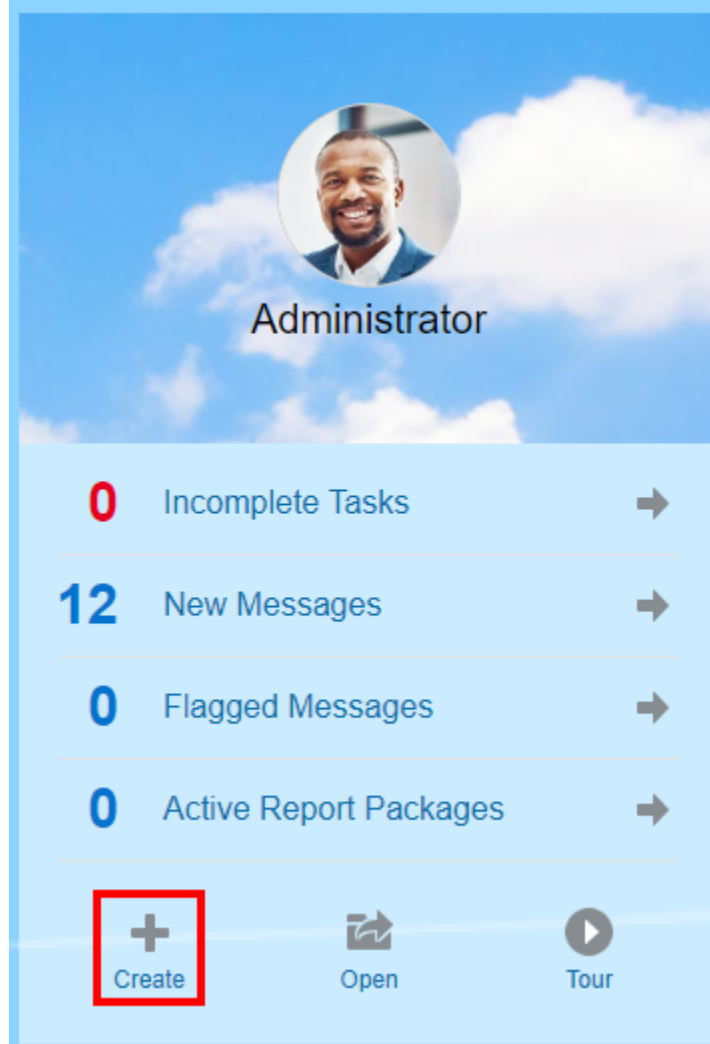 Administrator
0 Incomplete Tasks
12 New Messages
0 Flagged Messages
0 Active Report Packages
Create Open Tour